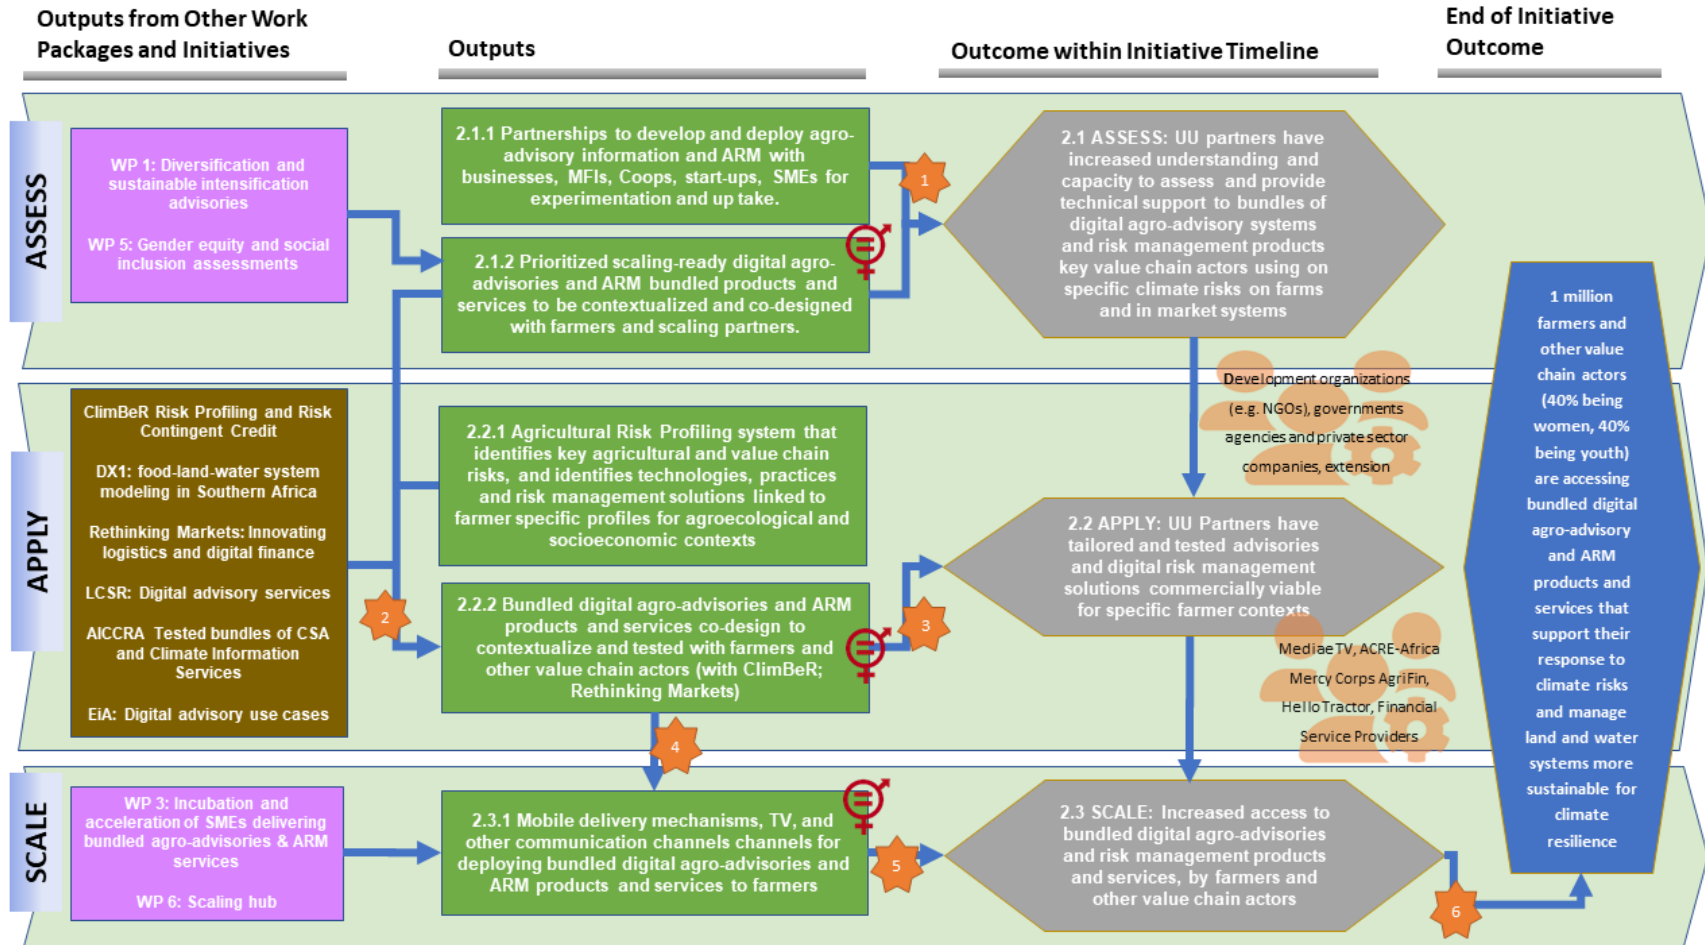 Outputs from Other Work
Packages and Initiatives
Outputs
Outcome within Initiative Timeline
End of Initiative
Outcome
ASSESS
WP 1: Diversification and
sustainable intensification
advisories
WP 5: Gender equity and social
inclusion assessments
2.1.1 Partnerships to develop and deploy agro-
advisory information and ARM with
businesses, MFIs, Coops, start-ups, SMEs for
experimentation and up take.
2.1.2 Prioritized scaling-ready digital agro-
advisories and ARM bundled products and
services to be contextualized and co-designed
with farmers and scaling partners.
1
2.1 ASSESS: UU partners have
increased understanding and
capacity to assess and provide
technical support to bundles of
digital agro-advisory systems
and risk management products
key value chain actors using on
specific climate risks on farms
and in market systems
Development organizations
(e.g. NGOs), governments
agencies and private sector
companies, extension
APPLY
ClimBeR Risk Profiling and Risk
Contingent Credit
DX1: food-land-water system
modeling in Southern Africa
Rethinking Markets: Innovating
logistics and digital finance
LCSR: Digital advisory services
AICCRA Tested bundles of CSA
and Climate Information
Services
EiA: Digital advisory use cases
2
2.2.1 Agricultural Risk Profiling system that
identifies key agricultural and value chain
risks, and identifies technologies, practices
and risk management solutions linked to
farmer specific profiles for agroecological and
socioeconomic contexts
2.2.2 Bundled digital agro-advisories and ARM
products and services co-design to
contextualize and tested with farmers and
other value chain actors (with ClimBeR;
Rethinking Markets)
3
4
2.2 APPLY: UU Partners have
tailored and tested advisories
and digital risk management
solutions commercially viable
for specific farmer contexts
Mediae TV, ACRE-Africa
Mercy Corps AgriFin,
Hello Tractor, Financial
Service Providers
SCALE
WP 3: Incubation and
acceleration of SMEs delivering
bundled agro-advisories & ARM
services
WP 6: Scaling hub
2.3.1 Mobile delivery mechanisms, TV, and
other communication channels channels for
deploying bundled digital agro-advisories and
ARM products and services to farmers
5
2.3 SCALE: Increased access to
bundled digital agro-advisories
and risk management products
and services, by farmers and
other value chain actors
6
1 million
farmers and
other value
chain actors
(40% being
women, 40%
being youth)
are accessing
bundled digital
agro-advisory
and ARM
products and
services that
support their
response to
climate risks
and manage
land and water
systems more
sustainable for
climate
resilience